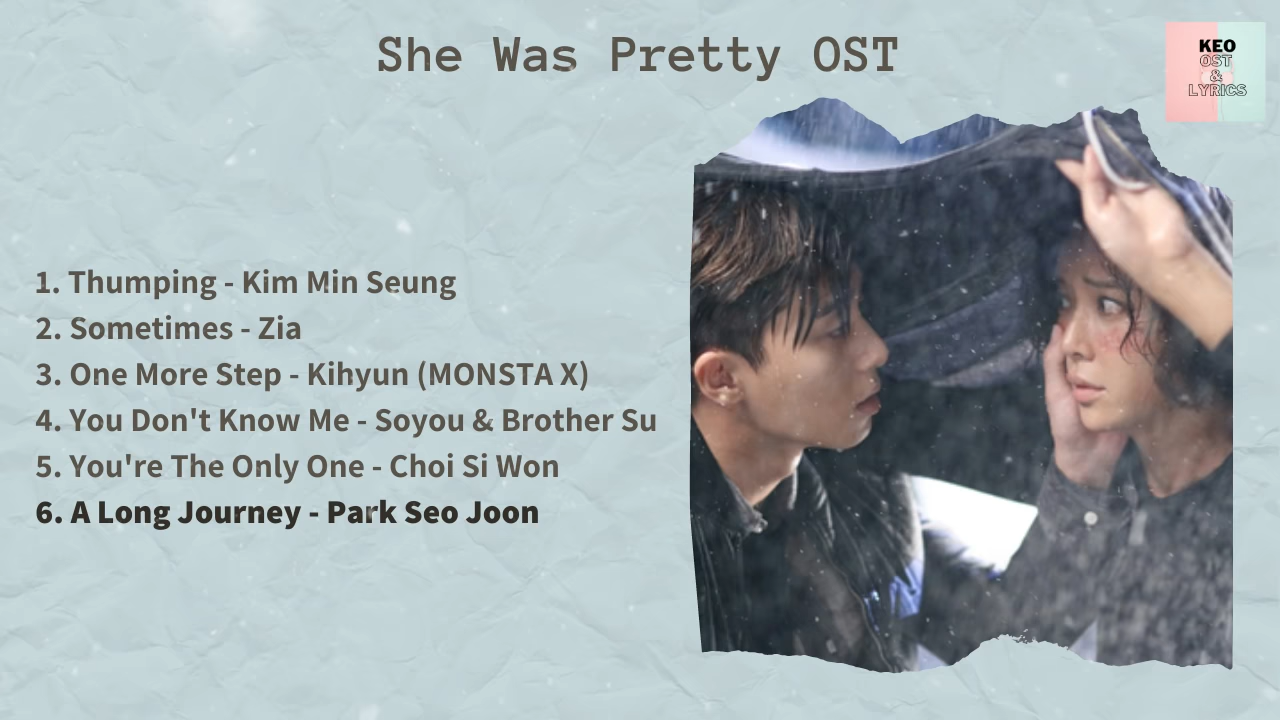 She Was Pretty OST
KEO
OST
&
LYRICS
1. Thumping - Kim Min Seung
2. Sometimes - Zia
3. One More Step - Kihyun (MONSTA X)
4. You Don't Know Me - Soyou & Brother Su
5. You're The Only One - Choi Si Won
6. A Long Journey - Park Seo Joon